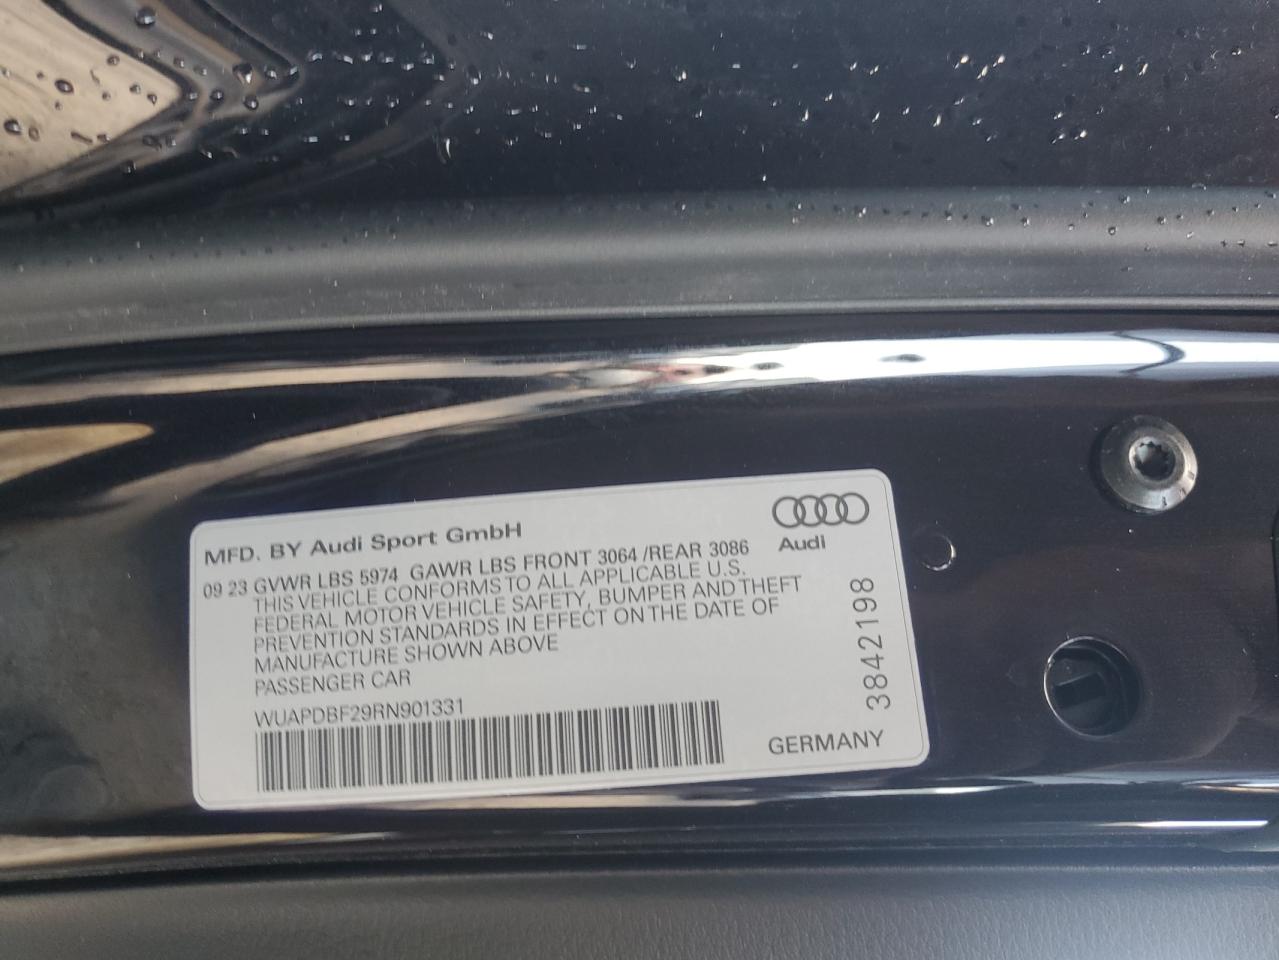 MFD. BY Audi Sport GmbH
Audi
09 23 GVWR LBS 5974 GAWR LBS FRONT 3064 /REAR 3086
THIS VEHICLE CONFORMS TO ALL APPLICABLE U.S.
FEDERAL MOTOR VEHICLE SAFETY, BUMPER AND THEFT
PREVENTION STANDARDS IN EFFECT ON THE DATE OF
MANUFACTURE SHOWN ABOVE
PASSENGER CAR
WUAPDBF29RN901331
GERMANY
3842198